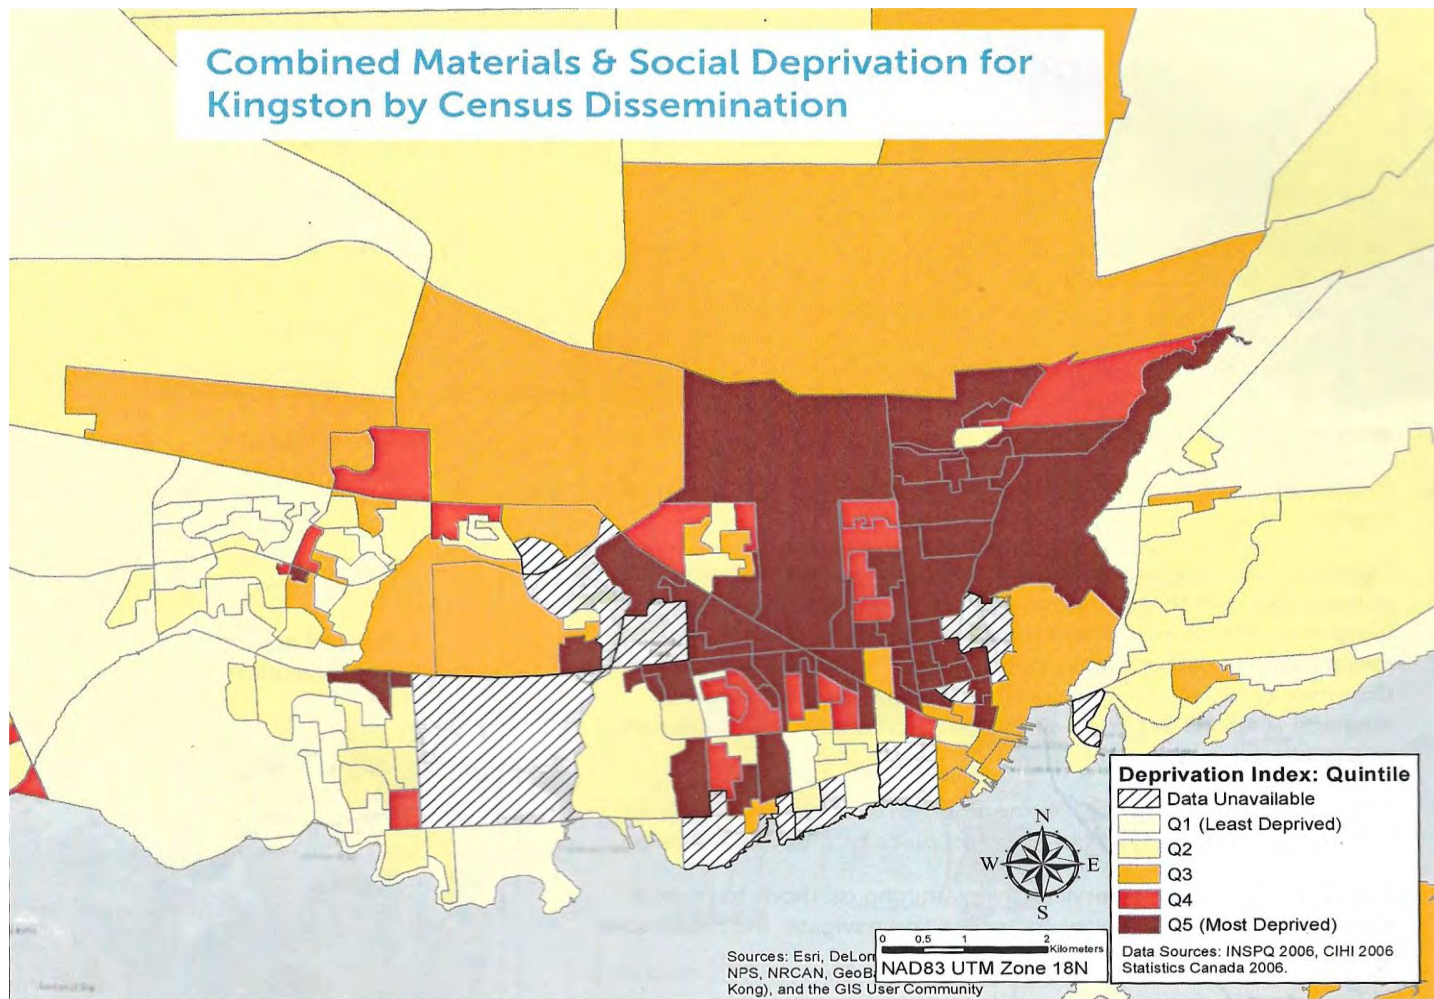 Combined Materials & Social Deprivation for
Kingston by Census Dissemination
N
W E
S
Deprivation Index: Quintile
Data Unavailable
Q1 (Least Deprived)
Q2
Q3
Q4
Q5 (Most Deprived)
Data Sources: INSPQ 2006, CIHI 2006
Statistics Canada 2006.
0 0.5 1 2
Kilometers
NAD83 UTM Zone 18N
Sources: Esri, DeLor
NPS, NRCAN, GeoB
Kong), and the GIS User Community